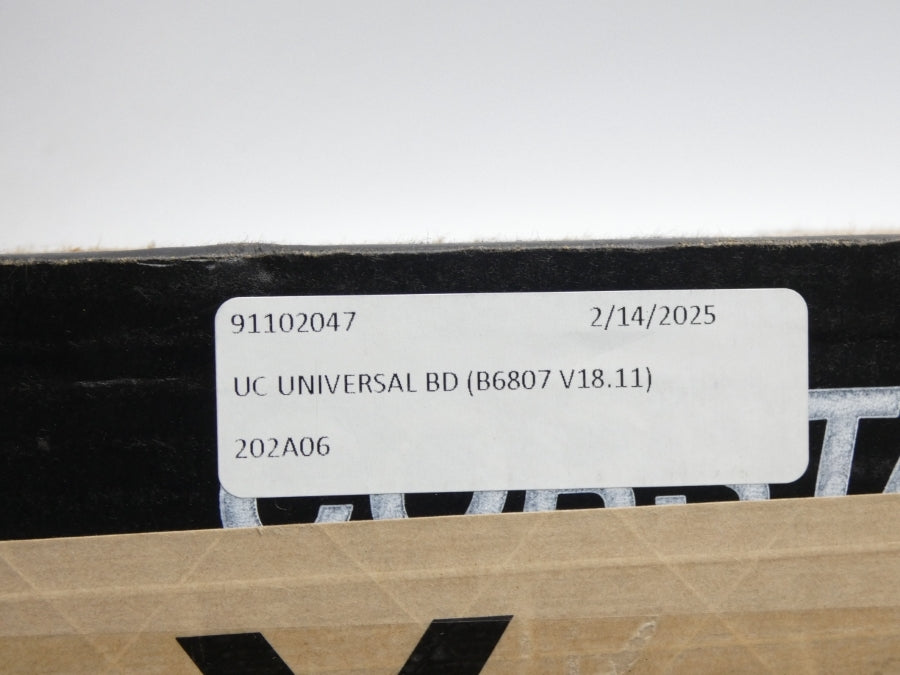 91102047 2/14/2025
UC UNIVERSAL BD (B6807 V18.11)
202A06